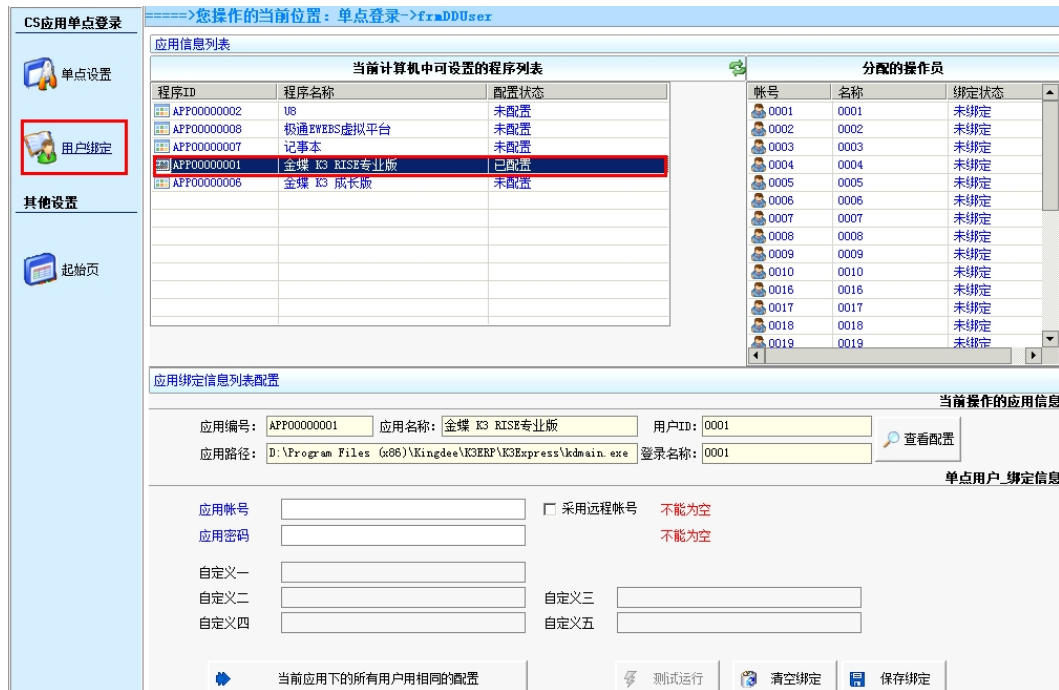 =====>您操作的当前位置：单点登录->frmDDUser
CS应用单点登录
单点设置
用户绑定
其他设置
起始页
应用信息列表
当前计算机中可设置的程序列表
程序ID 程序名称 配置状态
APP00000002 U8 未配置
APP00000008 极通EWEBS虚拟平台 未配置
APP00000007 记事本 未配置
APP00000001 金蝶 K3 RISE专业版 已配置
APP00000006 金蝶 K3 成长版 未配置
分配的操作员
帐号 名称 绑定状态
0001 0001 未绑定
0002 0002 未绑定
0003 0003 未绑定
0004 0004 未绑定
0005 0005 未绑定
0006 0006 未绑定
0007 0007 未绑定
0008 0008 未绑定
0009 0009 未绑定
0010 0010 未绑定
0016 0016 未绑定
0017 0017 未绑定
0018 0018 未绑定
0019 0019 未绑定
应用绑定信息列表配置
当前操作的应用信息
应用编号: APP00000001 应用名称: 金蝶 K3 RISE专业版 用户ID: 0001
应用路径: D:\Program Files (x86)\Kingdee\K3ERP\K3Express\kdmain.exe 登录名称: 0001
查看配置
单点用户_绑定信息
应用帐号 采用远程帐号 不能为空
应用密码 不能为空
自定义一
自定义二 自定义三
自定义四 自定义五
当前应用下的所有用户用相同的配置 测试运行 清空绑定 保存绑定